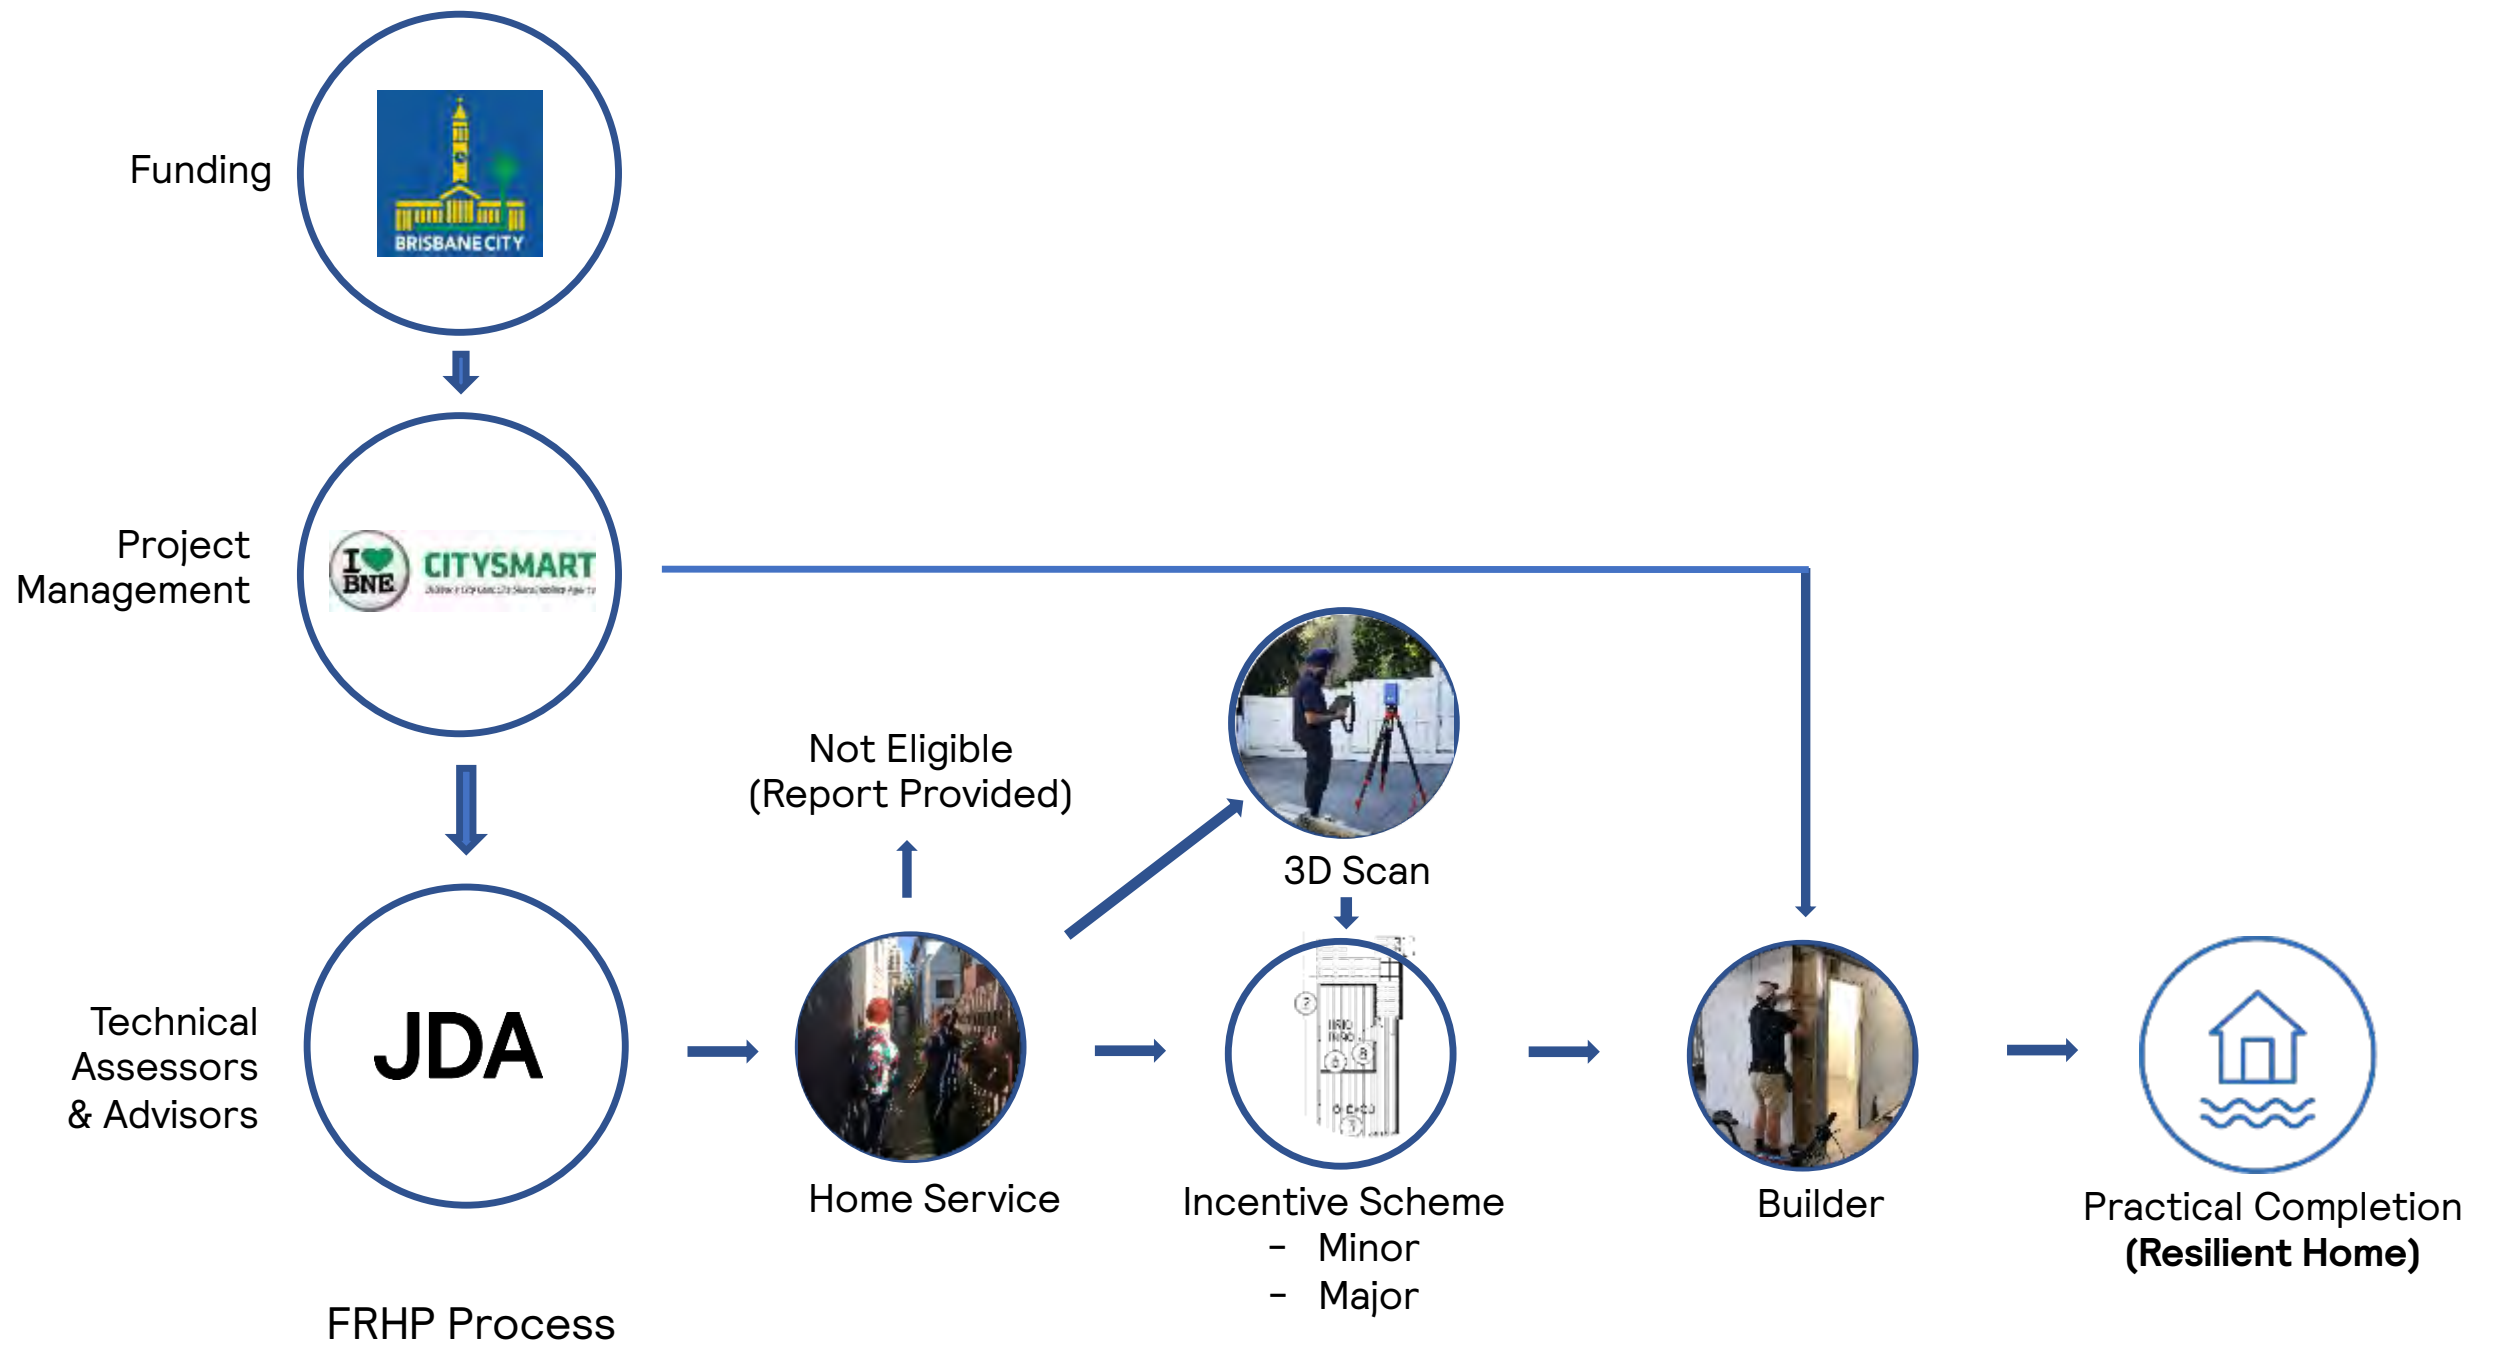 Funding
BRISBANE CITY
Project
Management
I
BNE
CITYSMART
Not Eligible
(Report Provided)
3D Scan
Technical
Assessors
& Advisors
JDA
Home Service
Incentive Scheme
- Minor
- Major
Builder
Practical Completion
(Resilient Home)
FRHP Process